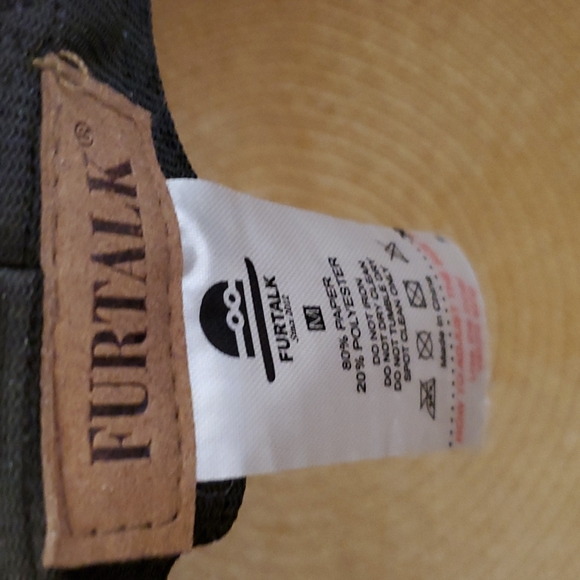 FURTALK®
FURTALK
SINCE 2012
M
80% PAPER
20% POLYESTER
DO NOT IRON
DO NOT DRY CLEAN
DO NOT TUMBLE DRY
SPOT CLEAN ONLY
Made in China